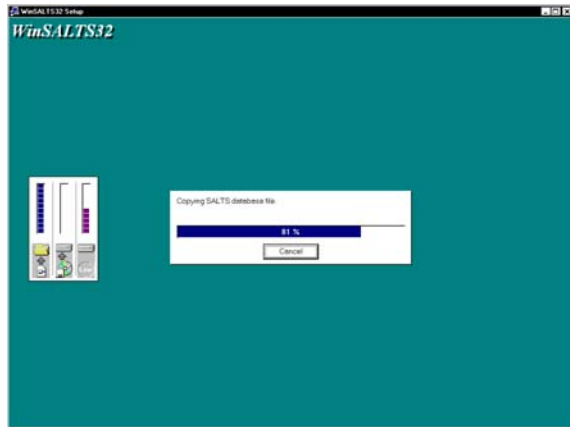 WinSALTS32 Setup
WinSALTS32
Copying SALTS database file.
81 %
Cancel